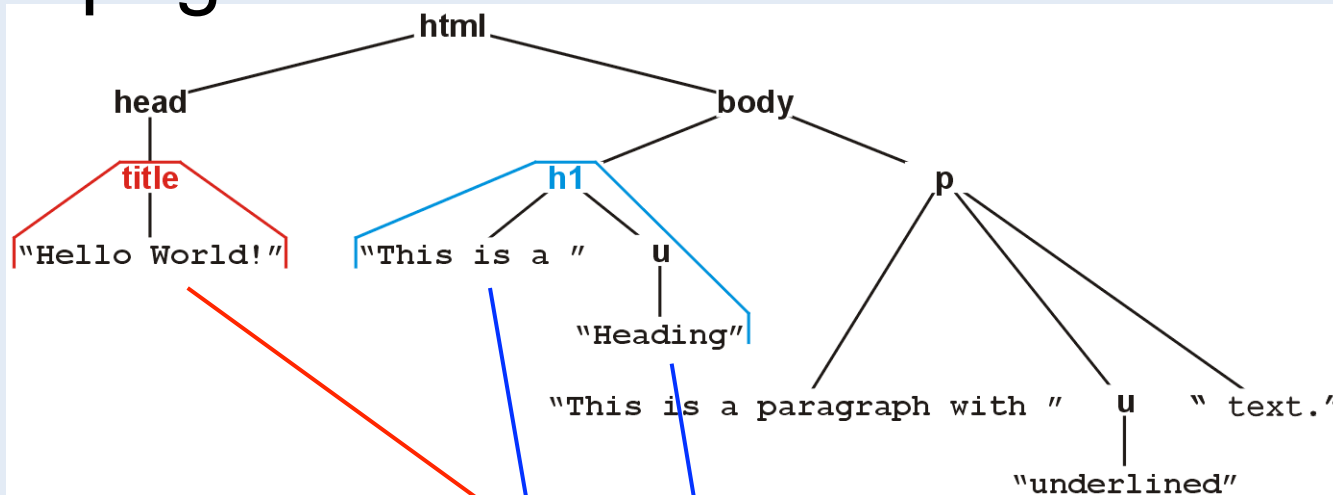 html
head body
title h1 p
“Hello World!” “This is a ” u
“Heading”
“This is a paragraph with ” u “ text.”
“underlined”